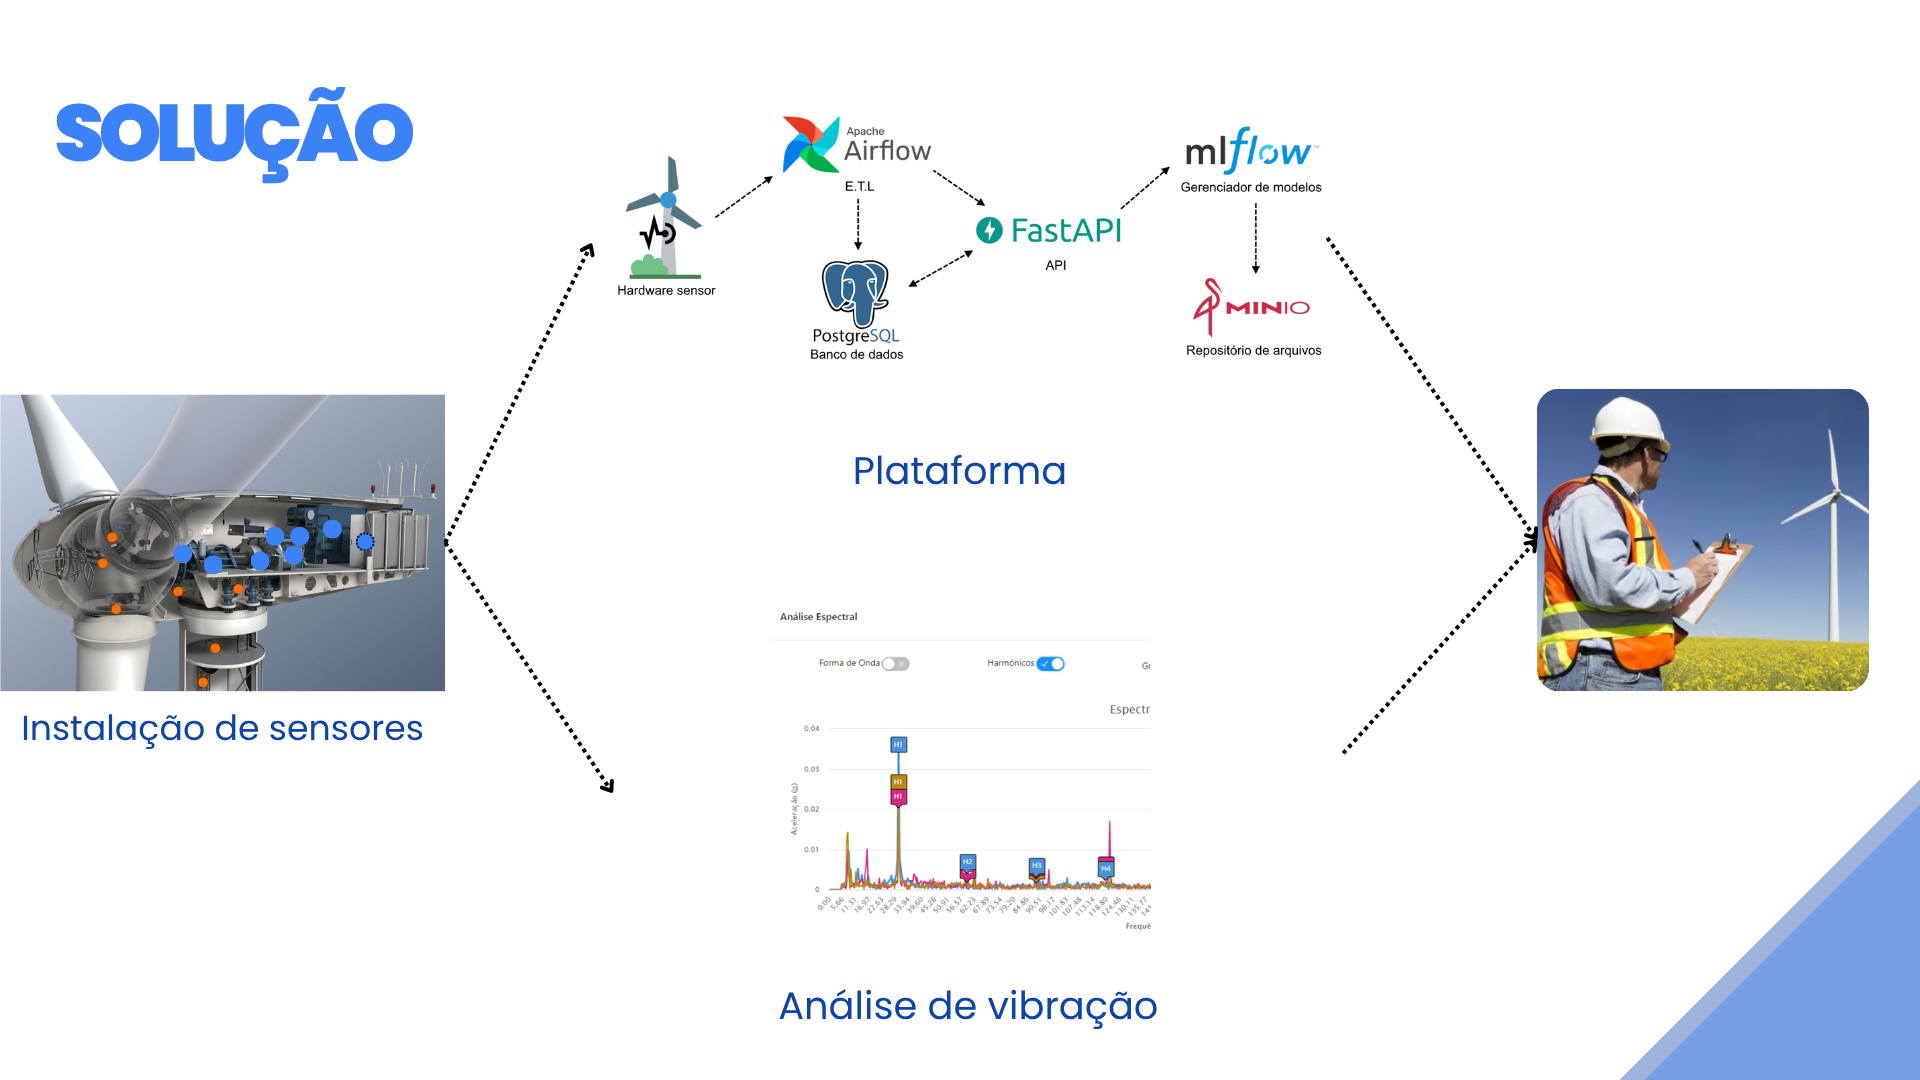 SOLUÇÃO
Apache
Airflow
E.T.L
mlflow
Gerenciador de modelos
FastAPI
API
Hardware sensor
PostgreSQL
Banco de dados
MINIO
Repositório de arquivos
Plataforma
Instalação de sensores
Análise Espectral
Forma de Onda
Harmônicos
Gr
Espectr
Aceleração (g)
0.04
0.03
0.02
0.01
0
H1
H1
H1
H2
H3
H4
0.00 5.66 11.31 16.97 22.63 28.29 33.94 39.60 45.26 50.91 56.57 62.23 67.89 73.54 79.20 84.86 90.51 96.17 101.83 107.48 113.14 118.80 124.46 130.11 135.77 141
Frequê
Análise de vibração